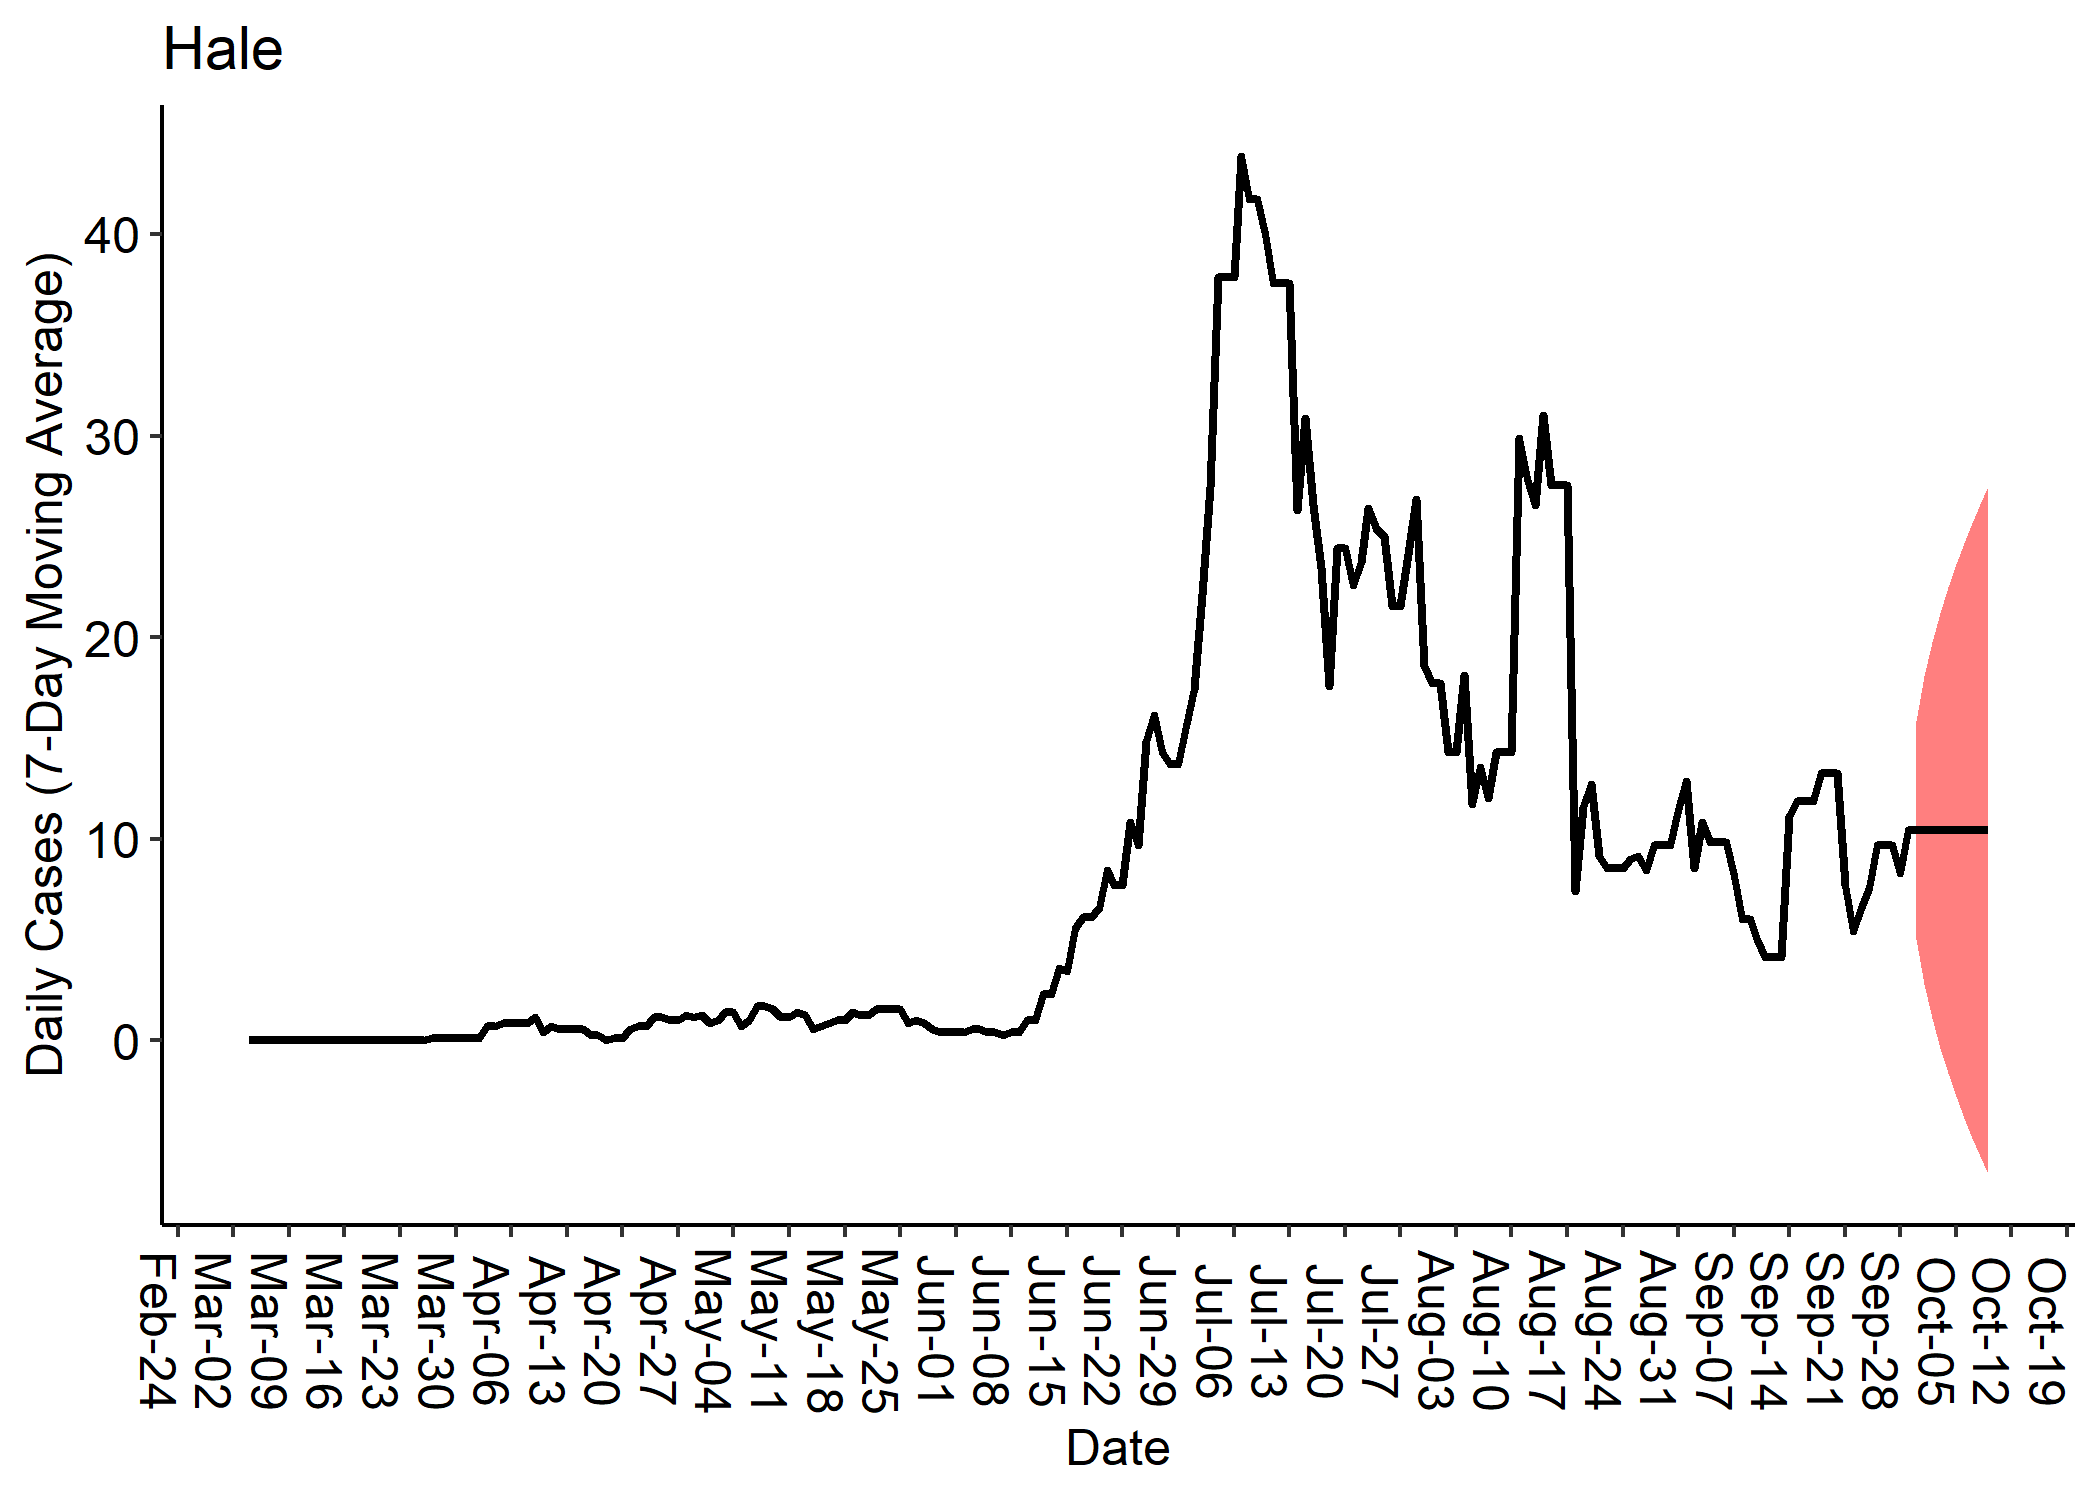 Hale
Daily Cases (7-Day Moving Average)
40
30
20
10
0
Feb-24
Mar-02
Mar-09
Mar-16
Mar-23
Mar-30
Apr-06
Apr-13
Apr-20
Apr-27
May-04
May-11
May-18
May-25
Jun-01
Jun-08
Jun-15
Jun-22
Jun-29
Jul-06
Jul-13
Jul-20
Jul-27
Aug-03
Aug-10
Aug-17
Aug-24
Aug-31
Sep-07
Sep-14
Sep-21
Sep-28
Oct-05
Oct-12
Oct-19
Date